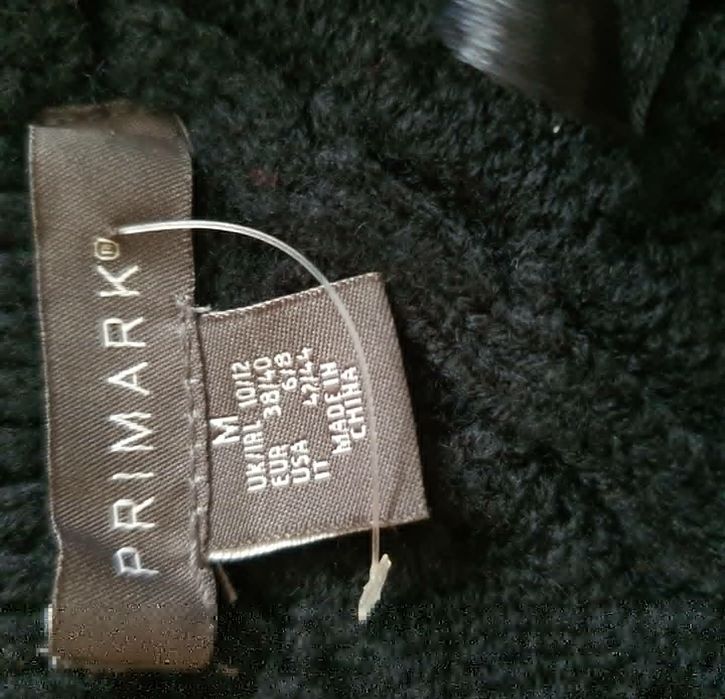 PRIMARK®
M
UK/IRL 10/12
EUR 38/40
USA 6/8
IT 42/44
MADE IN
CHINA